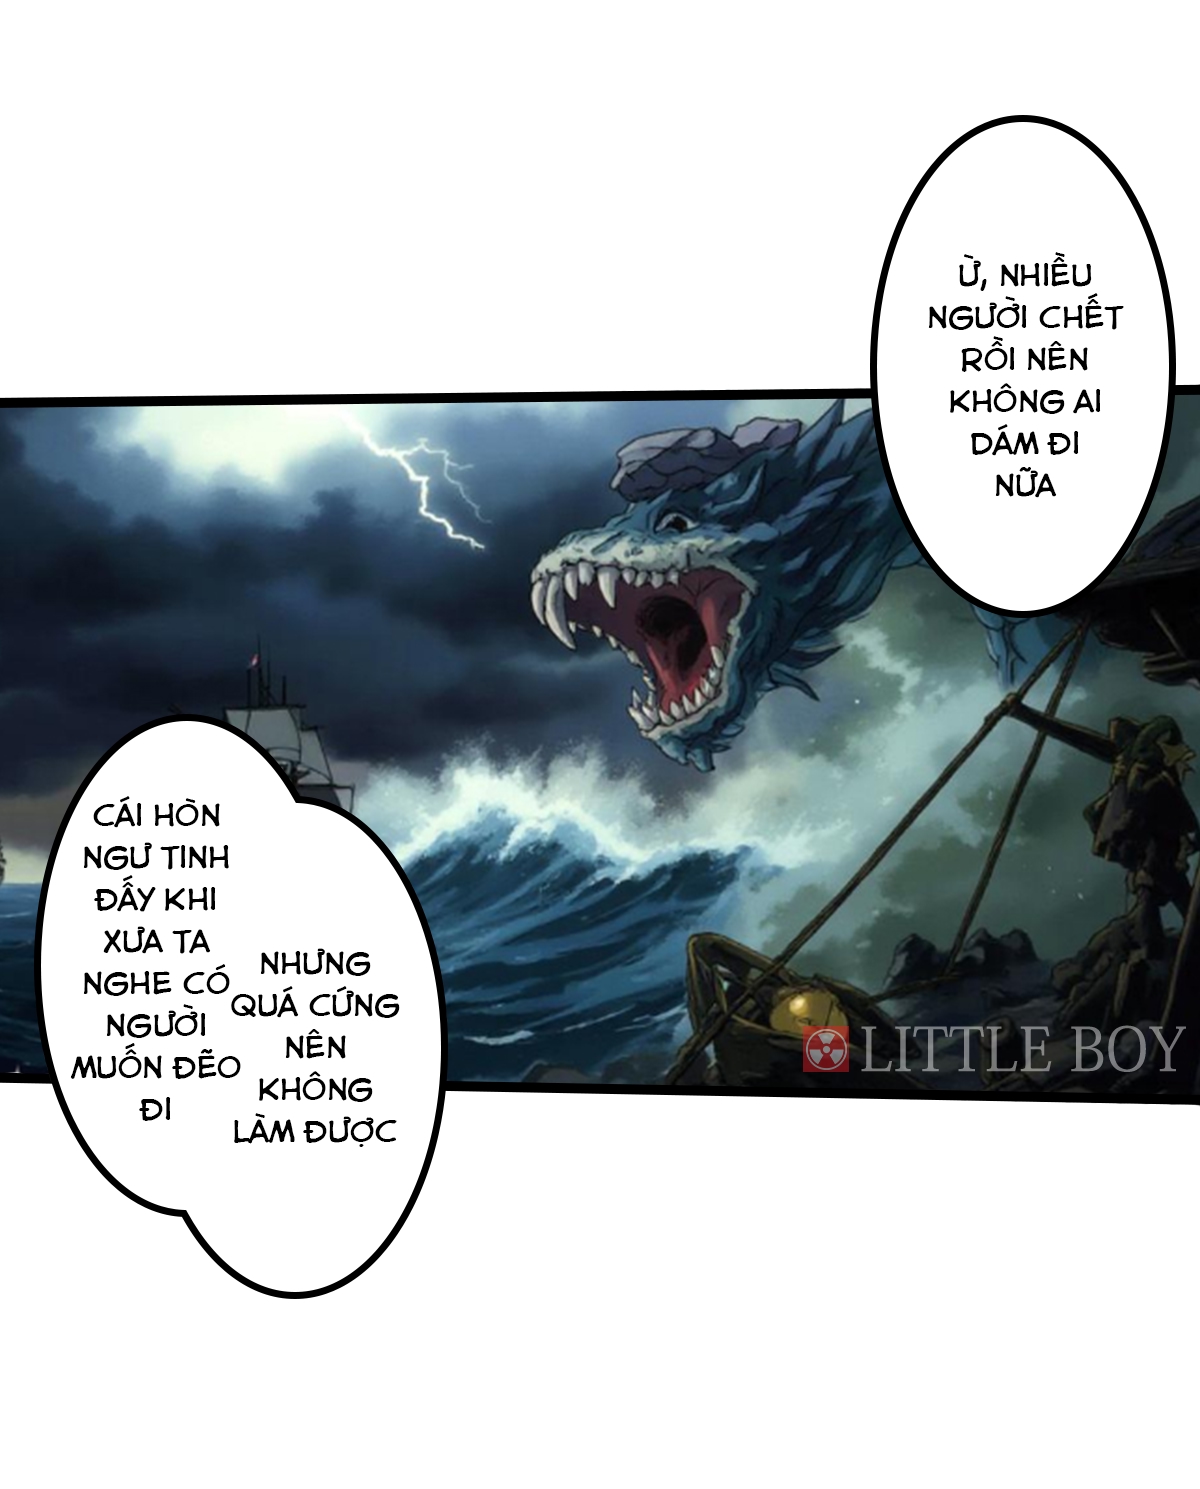 Ừ, NHIỀU
NGƯỜI CHẾT
RỒI NÊN
KHÔNG AI
DÁM ĐI
NỮA
CÁI HÒN
NGƯ TINH
ĐẤY KHI
XƯA TA
NGHE CÓ
NGƯỜI
MUỐN ĐẼO
ĐI
NHƯNG
QUÁ CỨNG
NÊN
KHÔNG
LÀM ĐƯỢC
LITTLE BOY